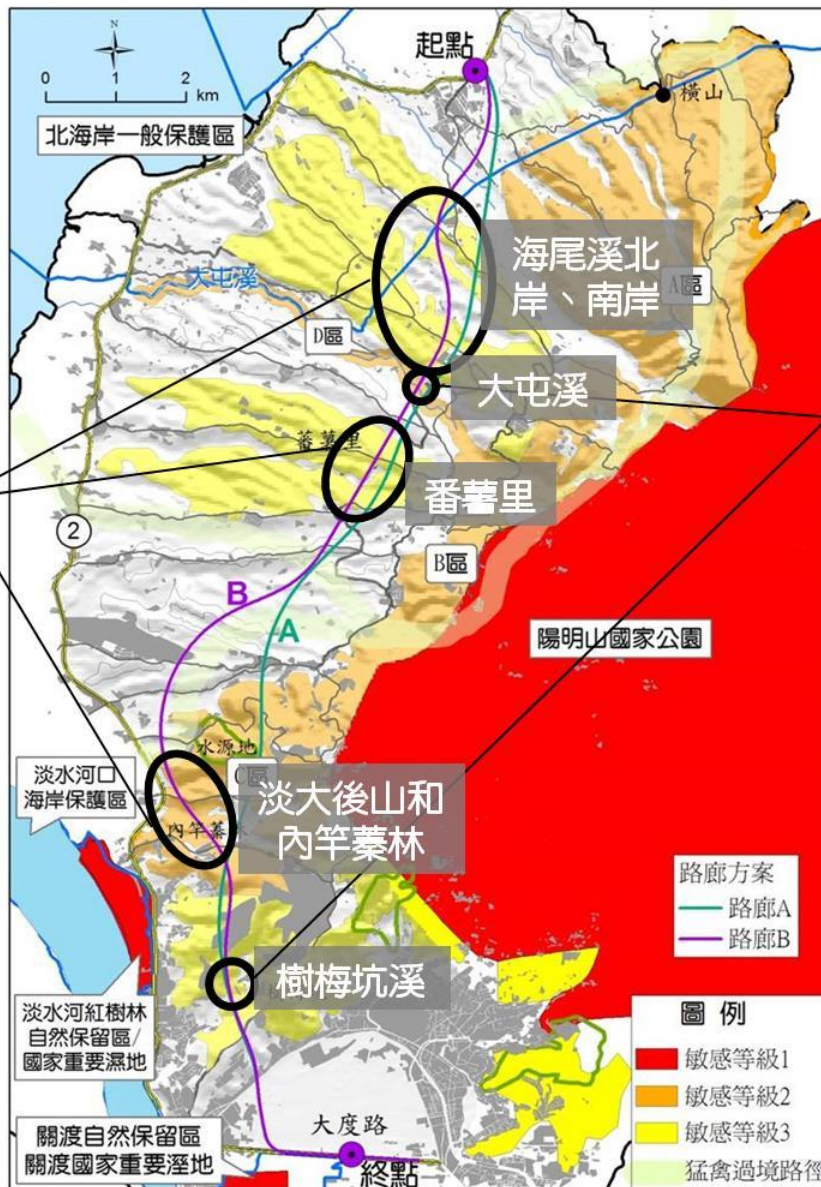 起點
橫山
0 1 2
km
北海岸一般保護區
海尾溪北
岸、南岸
A區
大屯溪
D區
大屯溪
蕃薯里
番薯里
2
B區
B
A
陽明山國家公園
水源地
淡水河口
海岸保護區
C區
淡大後山和
內竿蓁林
內竿蓁林
路廊方案
路廊A
路廊B
樹梅坑溪
淡水河紅樹林
自然保留區/
國家重要濕地
圖例
敏感等級1
敏感等級2
敏感等級3
猛禽過境路徑
大度路
終點
關渡自然保留區
關渡國家重要溼地